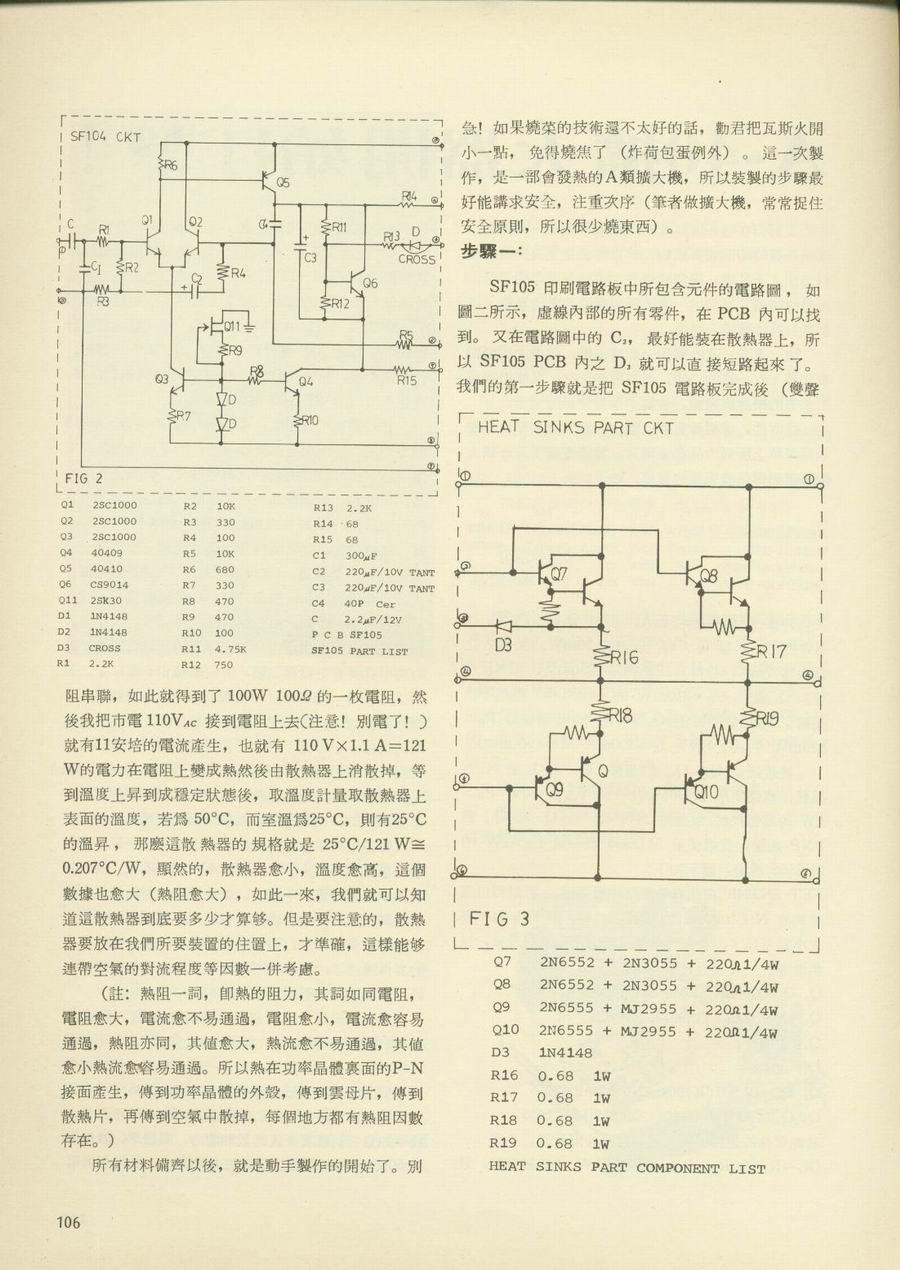 SF104 CKT
R6
Q5
R14
C
R1
Q1
Q2
C4
R11
R13
D
CROSS
C1
R2
C3
R4
C2
Q6
R3
R12
Q11
R5
R9
Q3
R8
Q4
R15
D
R7
D
R10
FIG 2
Q1 2SC1000 R2 10K R13 2.2K
Q2 2SC1000 R3 330 R14 68
Q3 2SC1000 R4 100 R15 68
Q4 40409 R5 10K C1 300µF
Q5 40410 R6 680 C2 220µF/10V TANT
Q6 CS9014 R7 330 C3 220µF/10V TANT
Q11 2SK30 R8 470 C4 40P Cer
D1 1N4148 R9 470 C 2.2µF/12V
D2 1N4148 R10 100 P C B SF105
D3 CROSS R11 4.75K SF105 PART LIST
R1 2.2K R12 750
阻串聯，如此就得到了 100W 100Ω 的一枚電阻，然
後我把市電 110VAC 接到電阻上去(注意！別電了！)
就有11安培的電流產生，也就有 110 V×1.1 A=121
W的電力在電阻上變成熱然後由散熱器上消散掉，等
到溫度上昇到成穩定狀態後，取溫度計量取散熱器上
表面的溫度，若爲 50°C，而室溫爲25°C，則有25°C
的溫昇，那麼這散熱器的規格就是 25°C/121 W≅
0.207°C/W，顯然的，散熱器愈小，溫度愈高，這個
數據也愈大（熱阻愈大），如此一來，我們就可以知
道這散熱器到底要多少才算够。但是要注意的，散熱
器要放在我們所要裝置的住置上，才準確，這樣能够
連帶空氣的對流程度等因數一併考慮。
（註：熱阻一詞，卽熱的阻力，其詞如同電阻，
電阻愈大，電流愈不易通過，電阻愈小，電流愈容易
通過，熱阻亦同，其値愈大，熱流愈不易通過，其値
愈小熱流愈容易通過。所以熱在功率晶體裏面的P-N
接面產生，傳到功率晶體的外殼，傳到雲母片，傳到
散熱片，再傳到空氣中散掉，每個地方都有熱阻因數
存在。）
所有材料備齊以後，就是動手製作的開始了。別
106
急！如果燒菜的技術還不太好的話，勸君把瓦斯火開
小一點，免得燒焦了（炸荷包蛋例外）。這一次製
作，是一部會發熱的A類擴大機，所以裝製的步驟最
好能講求安全，注重次序（筆者做擴大機，常常捉住
安全原則，所以很少燒東西）。
步驟一：
SF105 印刷電路板中所包含元件的電路圖，如
圖二所示，虛線內部的所有零件，在 PCB 內可以找
到。又在電路圖中的 C3，最好能裝在散熱器上，所
以 SF105 PCB 內之 D3 就可以直接短路起來了。
我們的第一步驟就是把 SF105 電路板完成後（雙聲
HEAT SINKS PART CKT
Q7
Q8
D3
R16
R17
R18
R19
Q
Q9
Q10
FIG 3
Q7 2N6552 + 2N3055 + 220Ω1/4W
Q8 2N6552 + 2N3055 + 220Ω1/4W
Q9 2N6555 + MJ2955 + 220Ω1/4W
Q10 2N6555 + MJ2955 + 220Ω1/4W
D3 1N4148
R16 0.68 1W
R17 0.68 1W
R18 0.68 1W
R19 0.68 1W
HEAT SINKS PART COMPONENT LIST